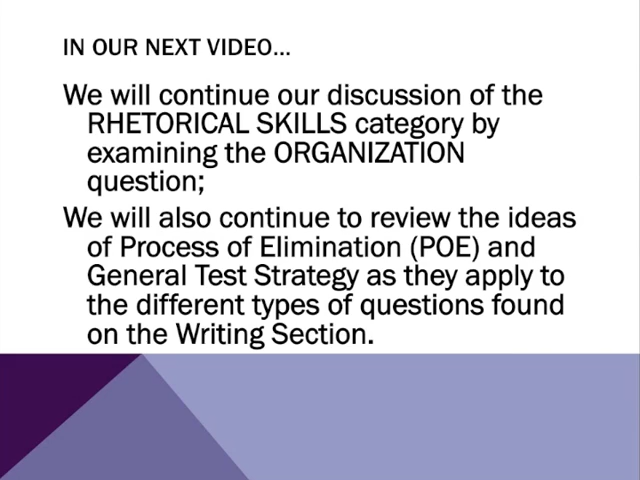 IN OUR NEXT VIDEO…
We will continue our discussion of the
RHETORICAL SKILLS category by
examining the ORGANIZATION
question;
We will also continue to review the ideas
of Process of Elimination (POE) and
General Test Strategy as they apply to
the different types of questions found
on the Writing Section.